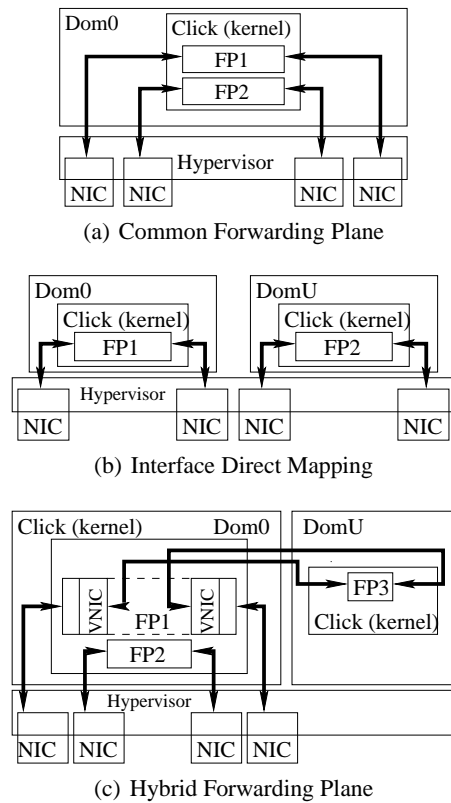 Dom0
Click (kernel)
FP1
FP2
Hypervisor
NIC NIC NIC NIC
(a) Common Forwarding Plane
Dom0 DomU
Click (kernel) Click (kernel)
FP1 FP2
Hypervisor
NIC NIC NIC NIC
(b) Interface Direct Mapping
Click (kernel) Dom0 DomU
VNIC FP1 VNIC FP3
Click (kernel)
FP2
Hypervisor
NIC NIC NIC NIC
(c) Hybrid Forwarding Plane